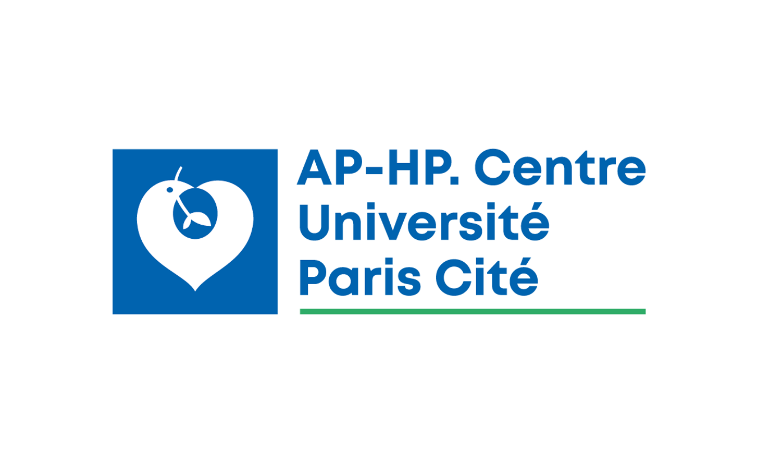 AP-HP. Centre
Université
Paris Cité